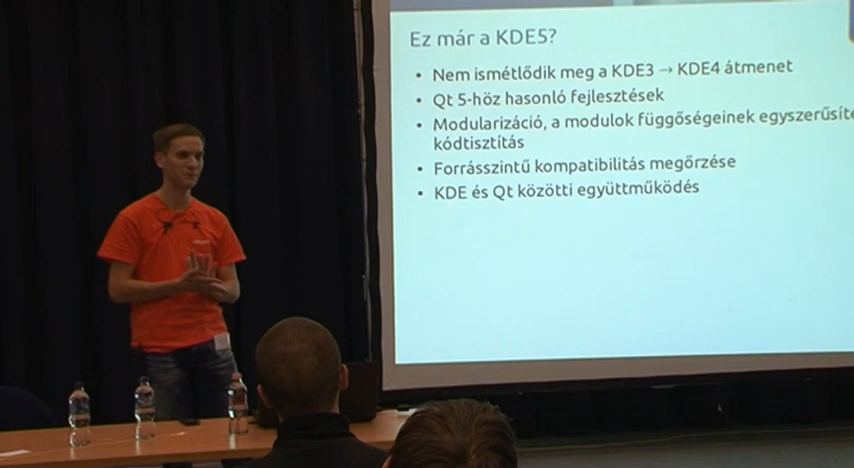 Ez már a KDE5?
• Nem ismétlődik meg a KDE3 → KDE4 átmenet
• Qt 5-höz hasonló fejlesztések
• Modularizáció, a modulok függőségeinek egyszerűsíté
kódtisztítás
• Forrásszintű kompatibilitás megőrzése
• KDE és Qt közötti együttműködés